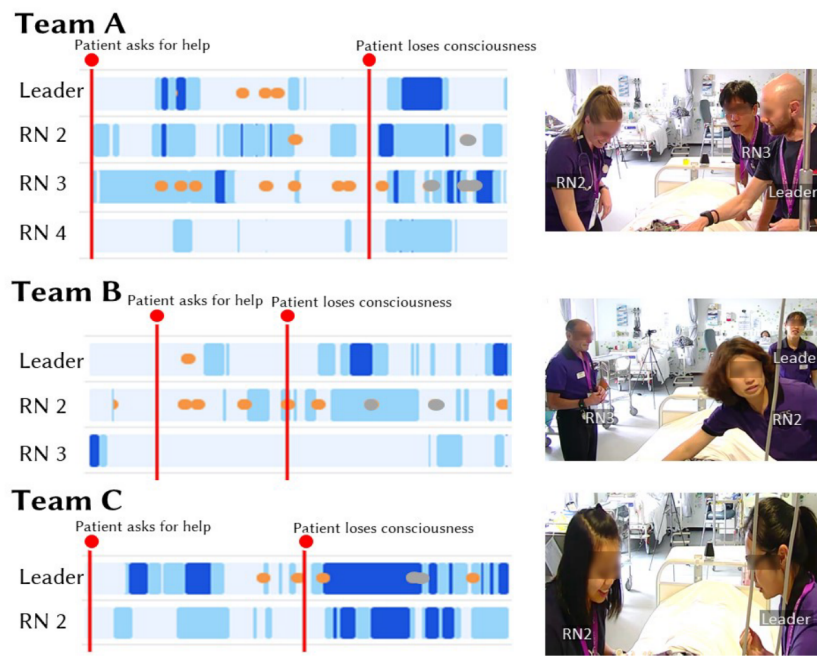 Team A
Patient asks for help
Patient loses consciousness
Leader
RN 2
RN 3
RN 4
RN2
RN3
Leader
Team B
Patient asks for help
Patient loses consciousness
Leader
RN 2
RN 3
RN3
Leade
RN2
Team C
Patient asks for help
Patient loses consciousness
Leader
RN 2
RN2
Leader